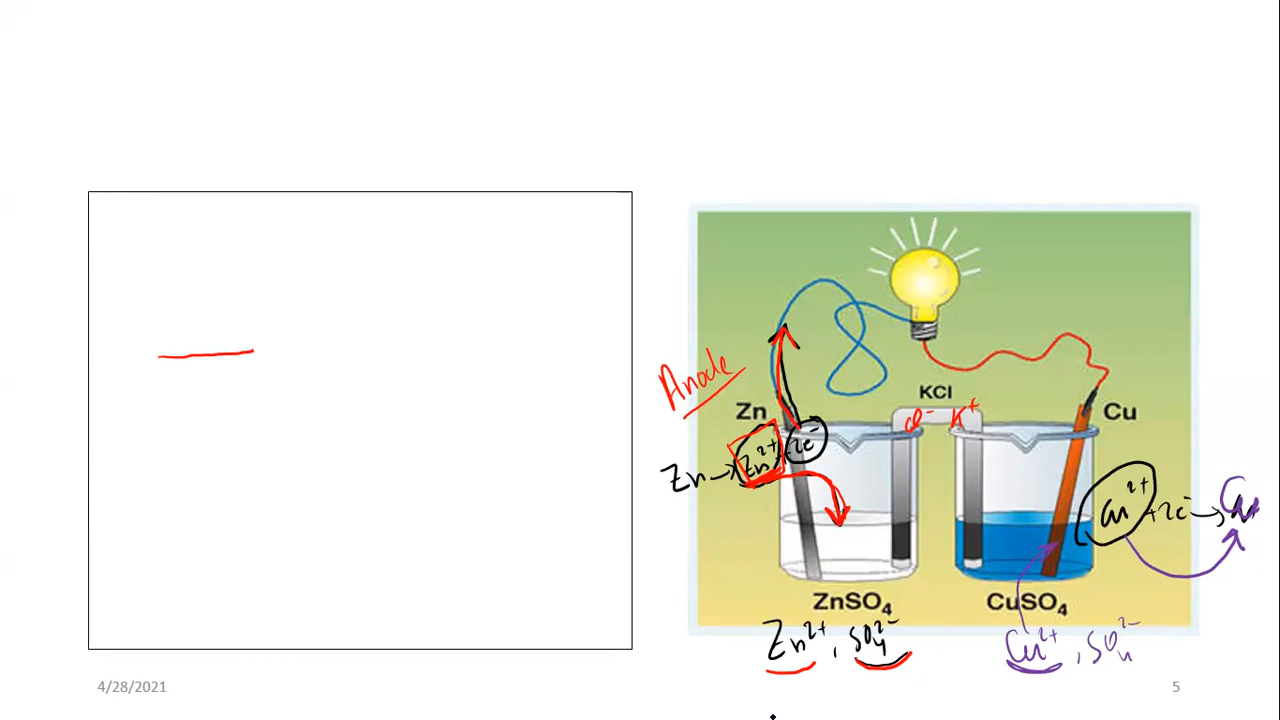 Anode
KCl
Zn
Cl⁻ K⁺
Cu
Zn → Zn²⁺ + 2e⁻
Cu²⁺ + 2e⁻ → Cu
ZnSO₄
CuSO₄
Zn²⁺, SO₄²⁻
Cu²⁺, SO₄²⁻
4/28/2021
5